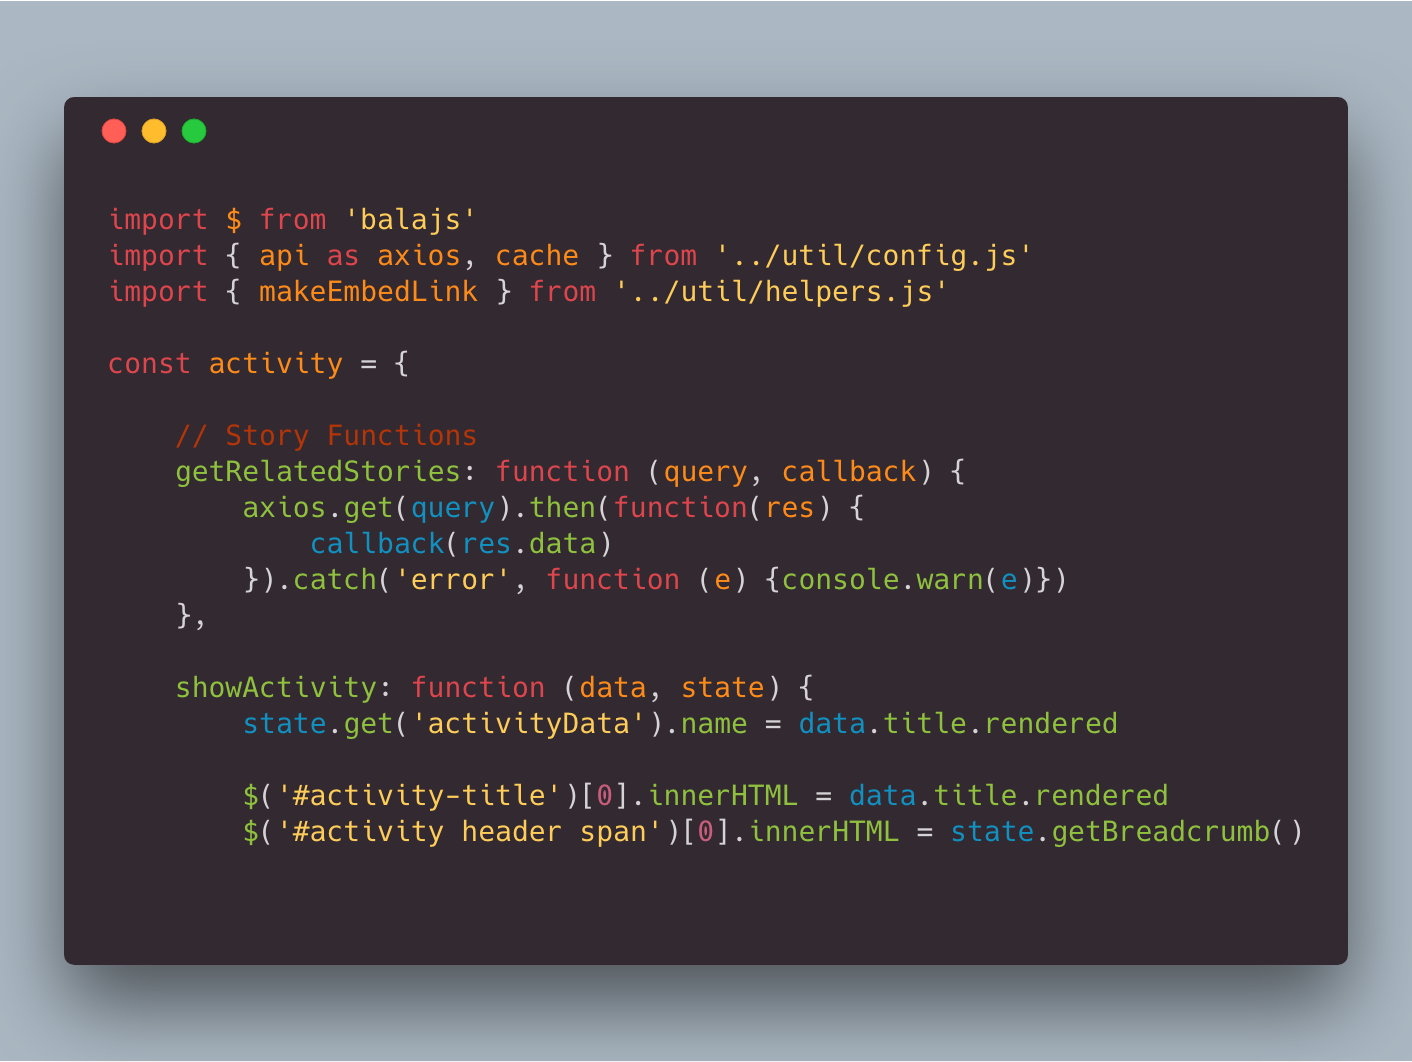 import $ from 'balajs'
import { api as axios, cache } from '../util/config.js'
import { makeEmbedLink } from '../util/helpers.js'

const activity = {

    // Story Functions
    getRelatedStories: function (query, callback) {
        axios.get(query).then(function(res) {
            callback(res.data)
        }).catch('error', function (e) {console.warn(e)})
    },

    showActivity: function (data, state) {
        state.get('activityData').name = data.title.rendered

        $('#activity-title')[0].innerHTML = data.title.rendered
        $('#activity header span')[0].innerHTML = state.getBreadcrumb()